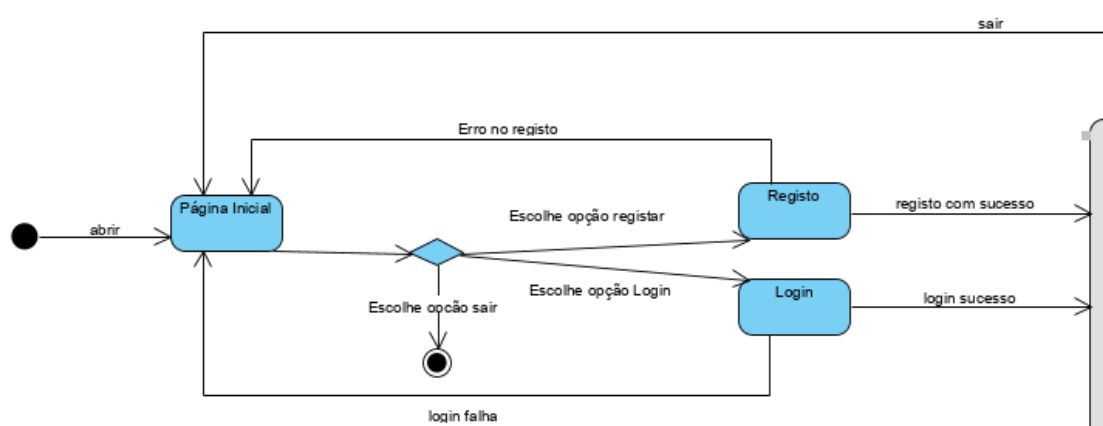 sair
Erro no registo
Página Inicial
Registo
Escolhe opção registar
registo com sucesso
abrir
Escolhe opção Login
Login
login sucesso
Escolhe opcão sair
login falha